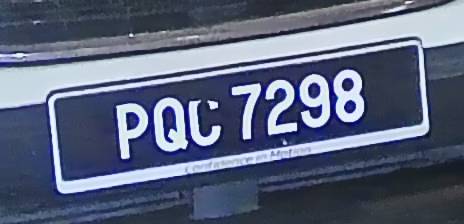 PQC 7298
Confidence in Motion